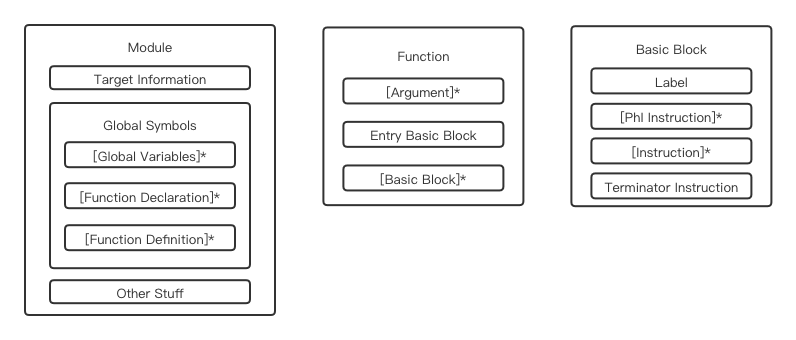 Module
Target Information
Global Symbols
[Global Variables]*
[Function Declaration]*
[Function Definition]*
Other Stuff
Function
[Argument]*
Entry Basic Block
[Basic Block]*
Basic Block
Label
[PhI Instruction]*
[Instruction]*
Terminator Instruction